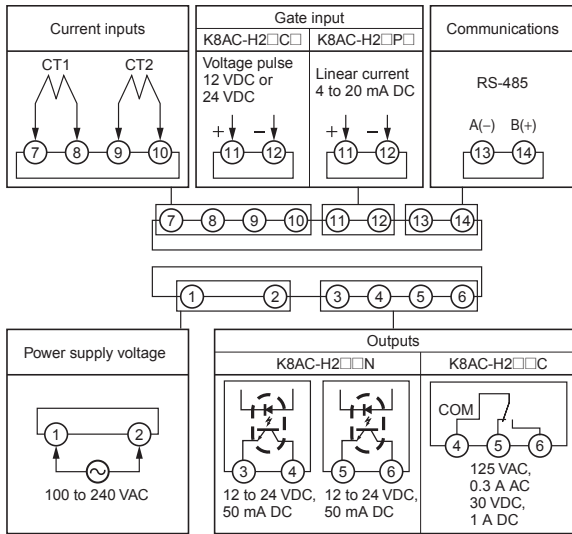 Current inputs
CT1 CT2
7 8 9 10
Gate input
K8AC-H2□C□ K8AC-H2□P□
Voltage pulse
12 VDC or
24 VDC
+ −
11 12
Linear current
4 to 20 mA DC
+ −
11 12
Communications
RS-485
A(−) B(+)
13 14
7 8 9 10 11 12 13 14
1 2 3 4 5 6
Power supply voltage
1 2
100 to 240 VAC
Outputs
K8AC-H2□□N K8AC-H2□□C
3 4 5 6
12 to 24 VDC, 12 to 24 VDC,
50 mA DC 50 mA DC
COM
4 5 6
125 VAC,
0.3 A AC
30 VDC,
1 A DC